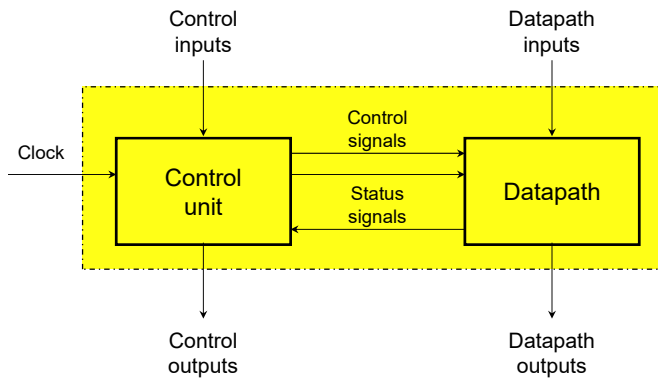 Control
inputs
Datapath
inputs
Clock
Control
unit
Control
signals
Status
signals
Datapath
Control
outputs
Datapath
outputs